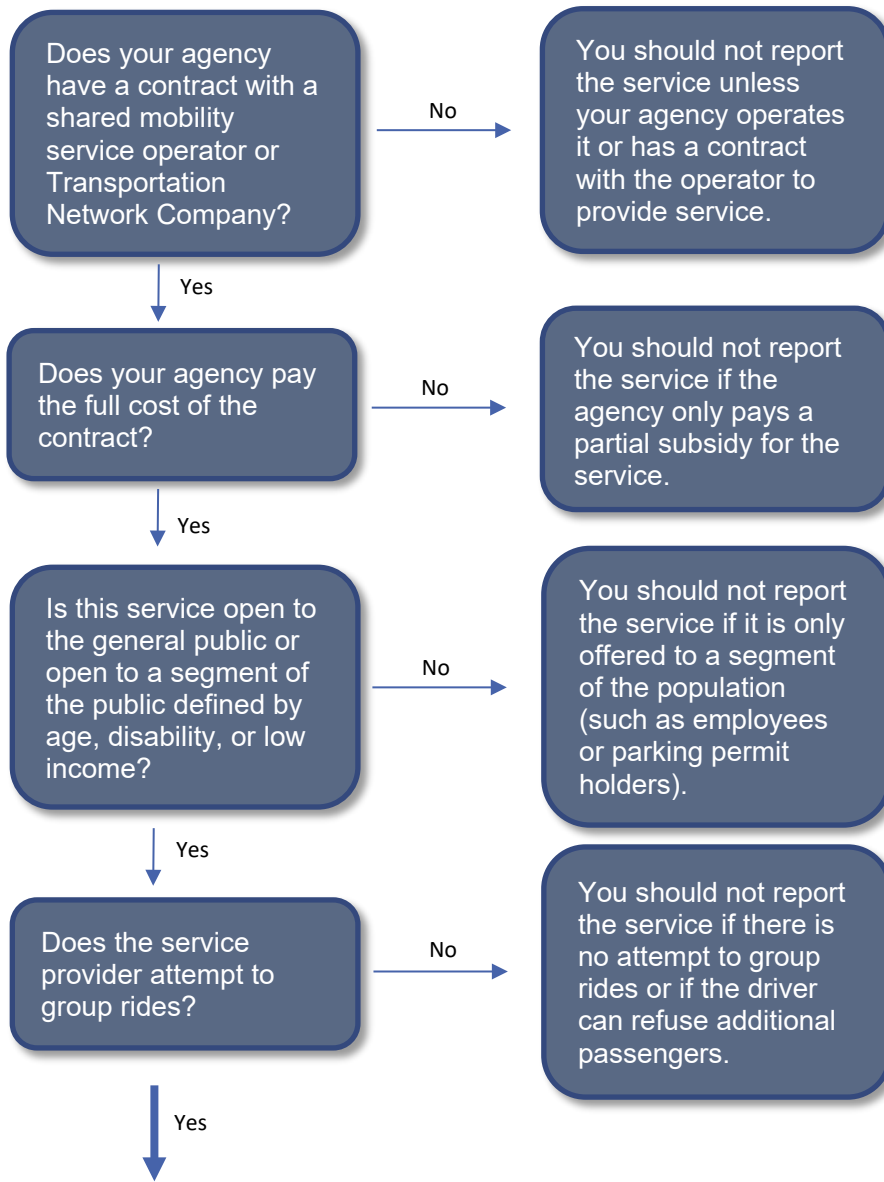 Does your agency
have a contract with a
shared mobility
service operator or
Transportation
Network Company?
No
You should not report
the service unless
your agency operates
it or has a contract
with the operator to
provide service.
Yes
Does your agency pay
the full cost of the
contract?
No
You should not report
the service if the
agency only pays a
partial subsidy for the
service.
Yes
Is this service open to
the general public or
open to a segment of
the public defined by
age, disability, or low
income?
No
You should not report
the service if it is only
offered to a segment
of the population
(such as employees
or parking permit
holders).
Yes
Does the service
provider attempt to
group rides?
No
You should not report
the service if there is
no attempt to group
rides or if the driver
can refuse additional
passengers.
Yes